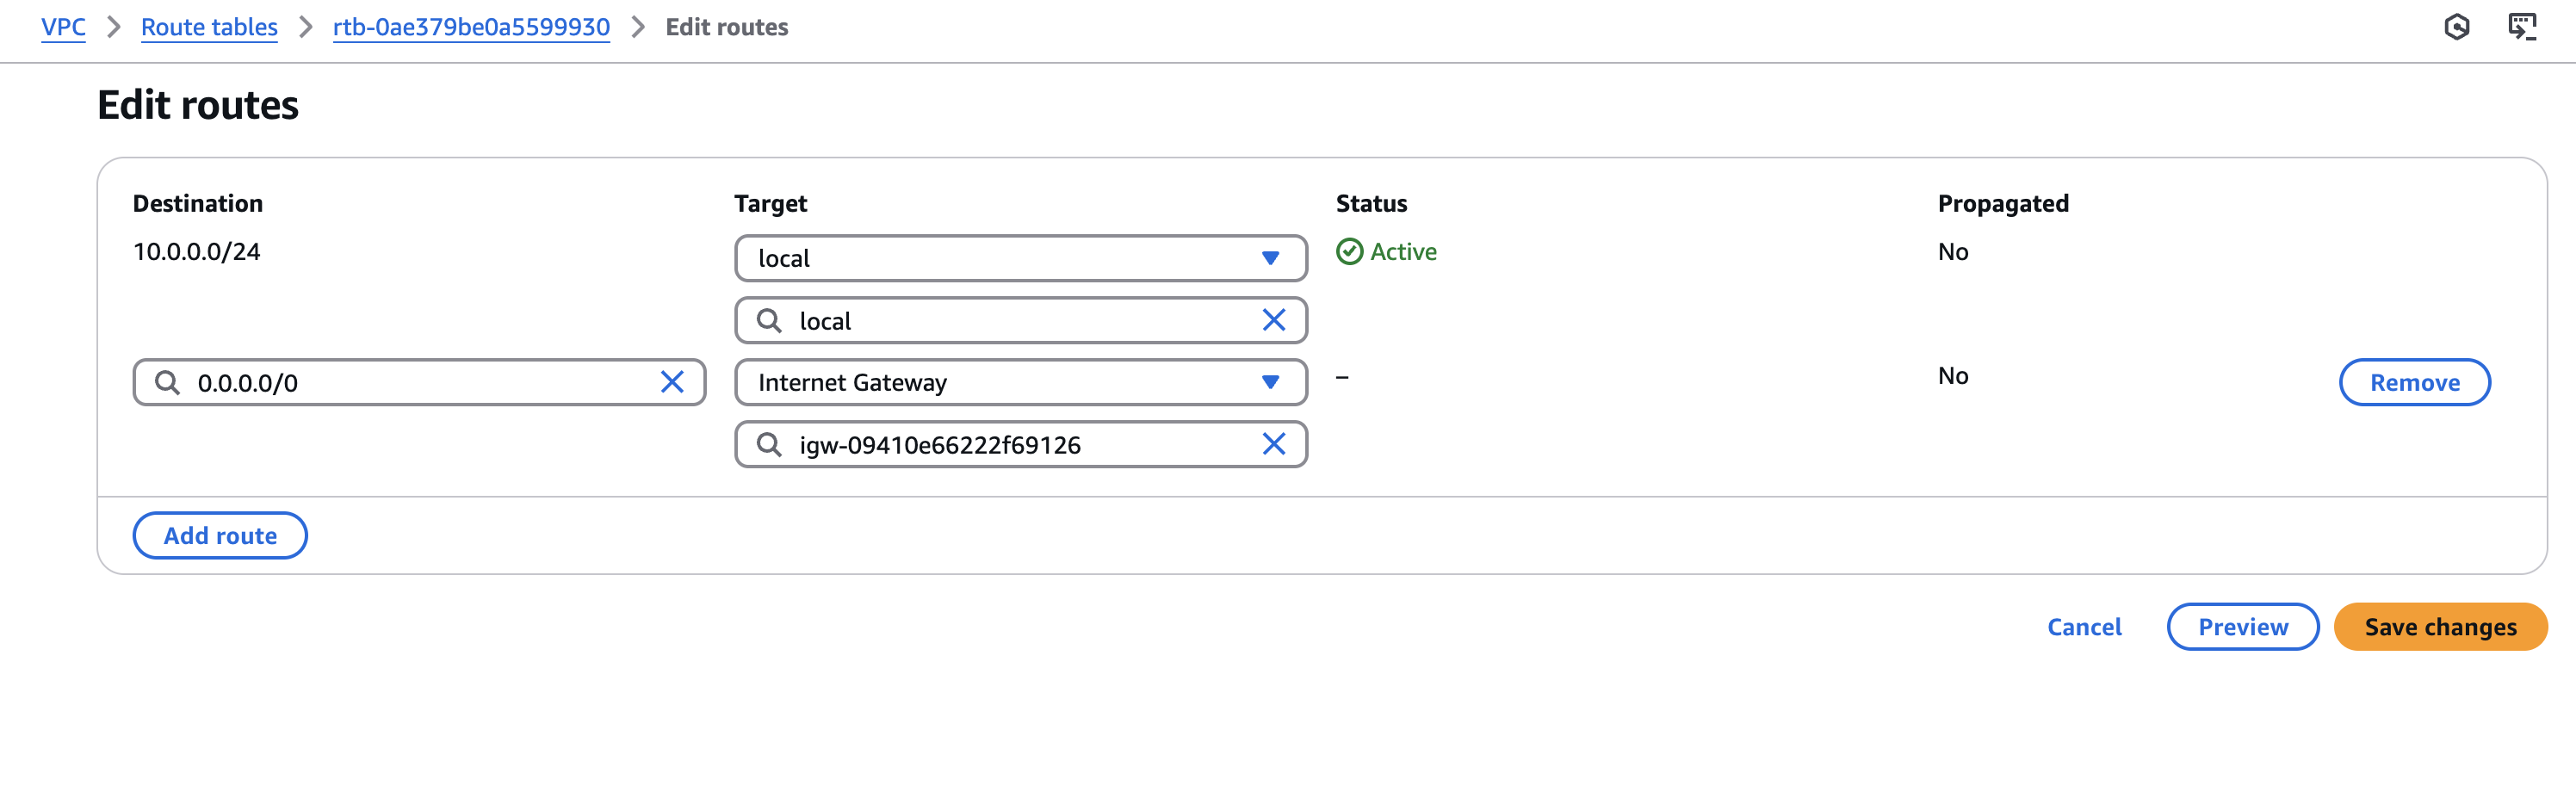 VPC > Route tables > rtb-0ae379be0a5599930 > Edit routes
Edit routes
Destination Target Status Propagated
10.0.0.0/24 local Active No
local
0.0.0.0/0 Internet Gateway – No Remove
igw-09410e66222f69126
Add route
Cancel Preview Save changes